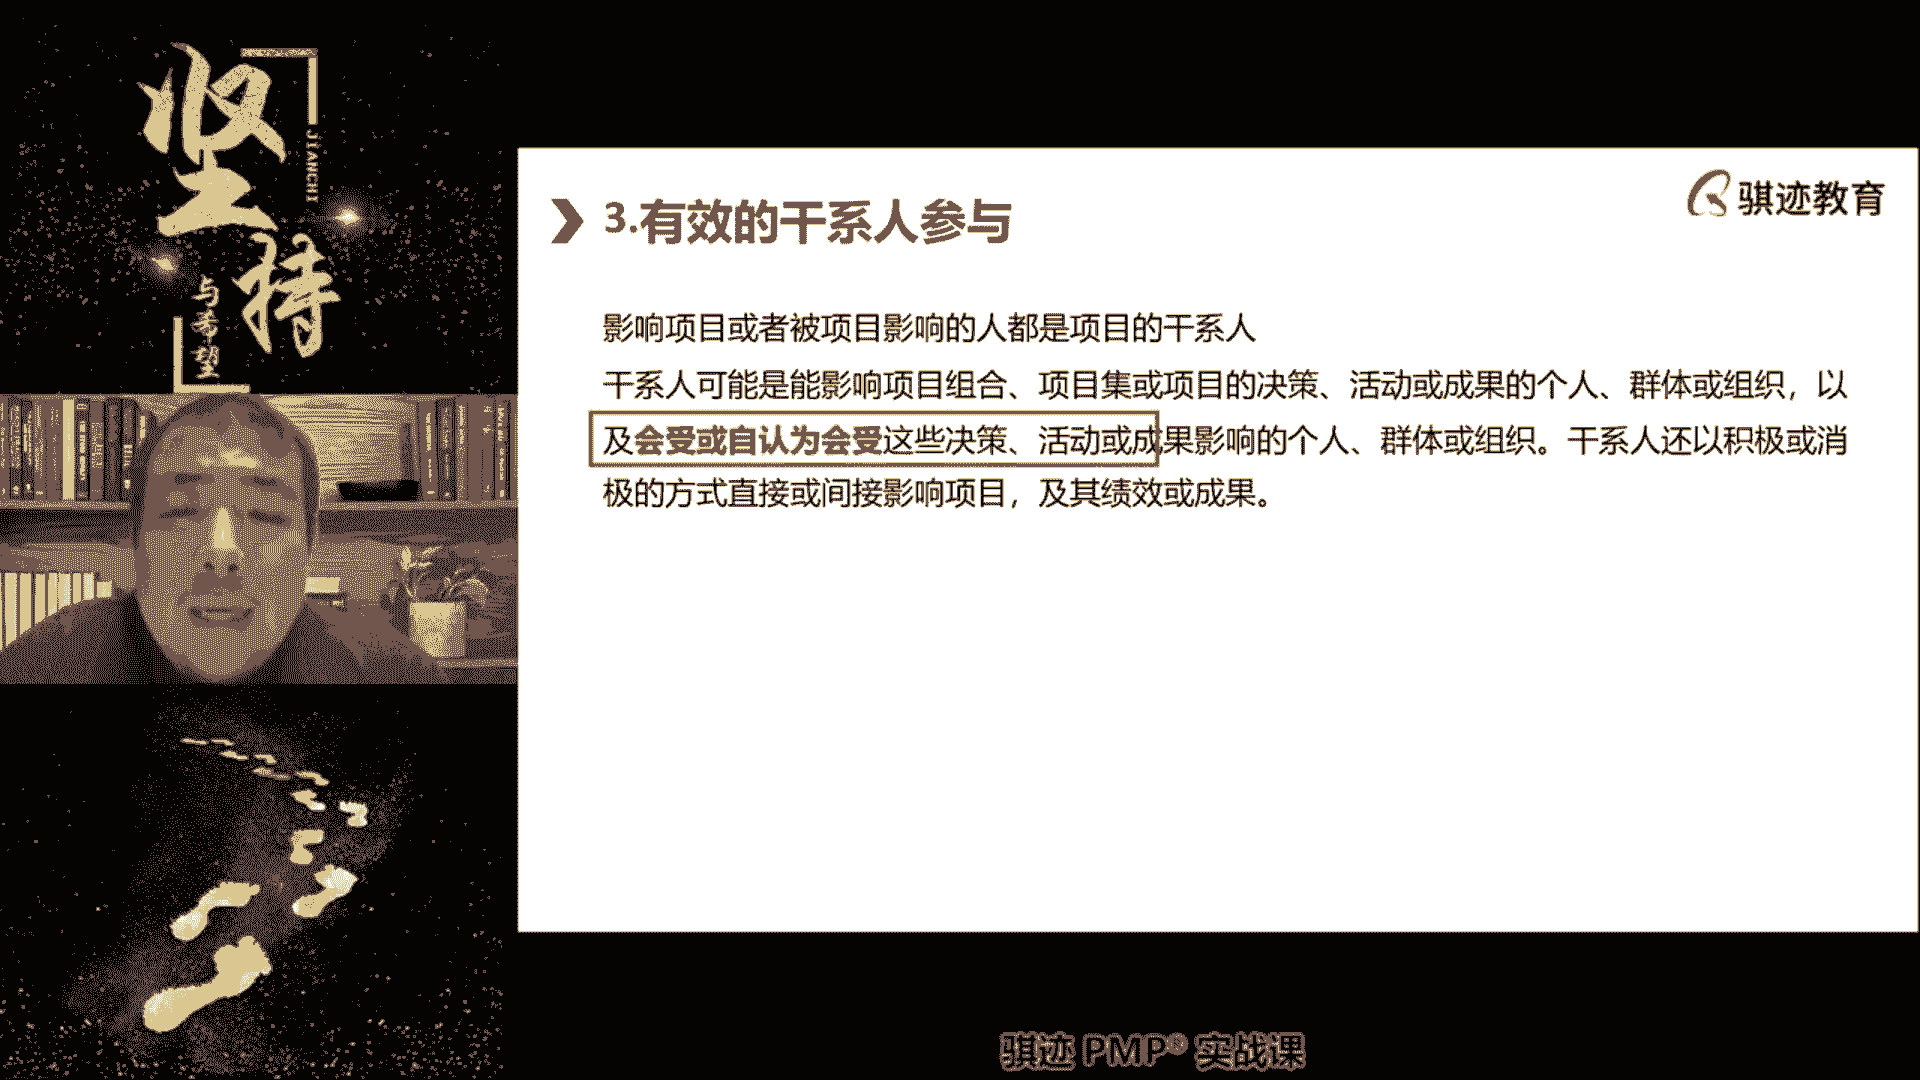 坚持
JIANCHI
与希望
骐迹教育
3.有效的干系人参与
影响项目或者被项目影响的人都是项目的干系人
干系人可能是能影响项目组合、项目集或项目的决策、活动或成果的个人、群体或组织，以
及会受或自认为会受这些决策、活动或成果影响的个人、群体或组织。干系人还以积极或消
极的方式直接或间接影响项目，及其绩效或成果。
骐迹 PMP® 实战课